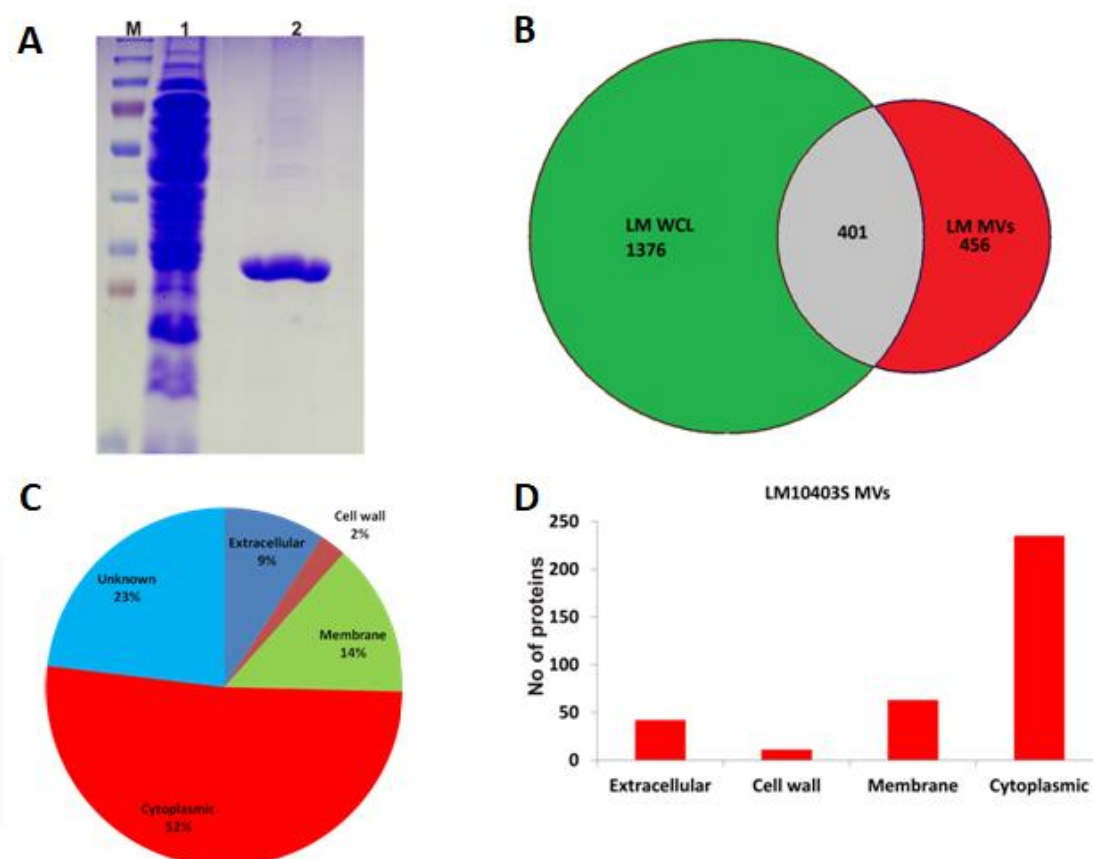 A
M 1 2
B
LM WCL
1376
401
LM MVs
456
C
Extracellular
9%
Cell wall
2%
Membrane
14%
Cytoplasmic
52%
Unknown
23%
D
LM10403S MVs
No of proteins
250
200
150
100
50
0
Extracellular Cell wall Membrane Cytoplasmic